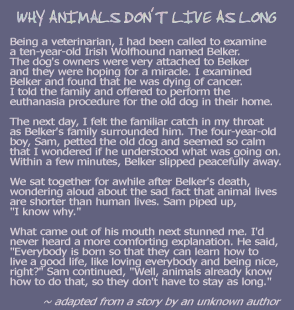 WHY ANIMALS DON'T LIVE AS LONG
Being a veterinarian, I had been called to examine
a ten-year-old Irish Wolfhound named Belker.
The dog's owners were very attached to Belker
and they were hoping for a miracle. I examined
Belker and found that he was dying of cancer.
I told the family and offered to perform the
euthanasia procedure for the old dog in their home.
The next day, I felt the familiar catch in my throat
as Belker's family surrounded him. The four-year-old
boy, Sam, petted the old dog and seemed so calm
that I wondered if he understood what was going on.
Within a few minutes, Belker slipped peacefully away.
We sat together for awhile after Belker's death,
wondering aloud about the sad fact that animal lives
are shorter than human lives. Sam piped up,
"I know why."
What came out of his mouth next stunned me. I'd
never heard a more comforting explanation. He said,
"Everybody is born so that they can learn how to
live a good life, like loving everybody and being nice,
right?" Sam continued, "Well, animals already know
how to do that, so they don't have to stay as long."
~ adapted from a story by an unknown author